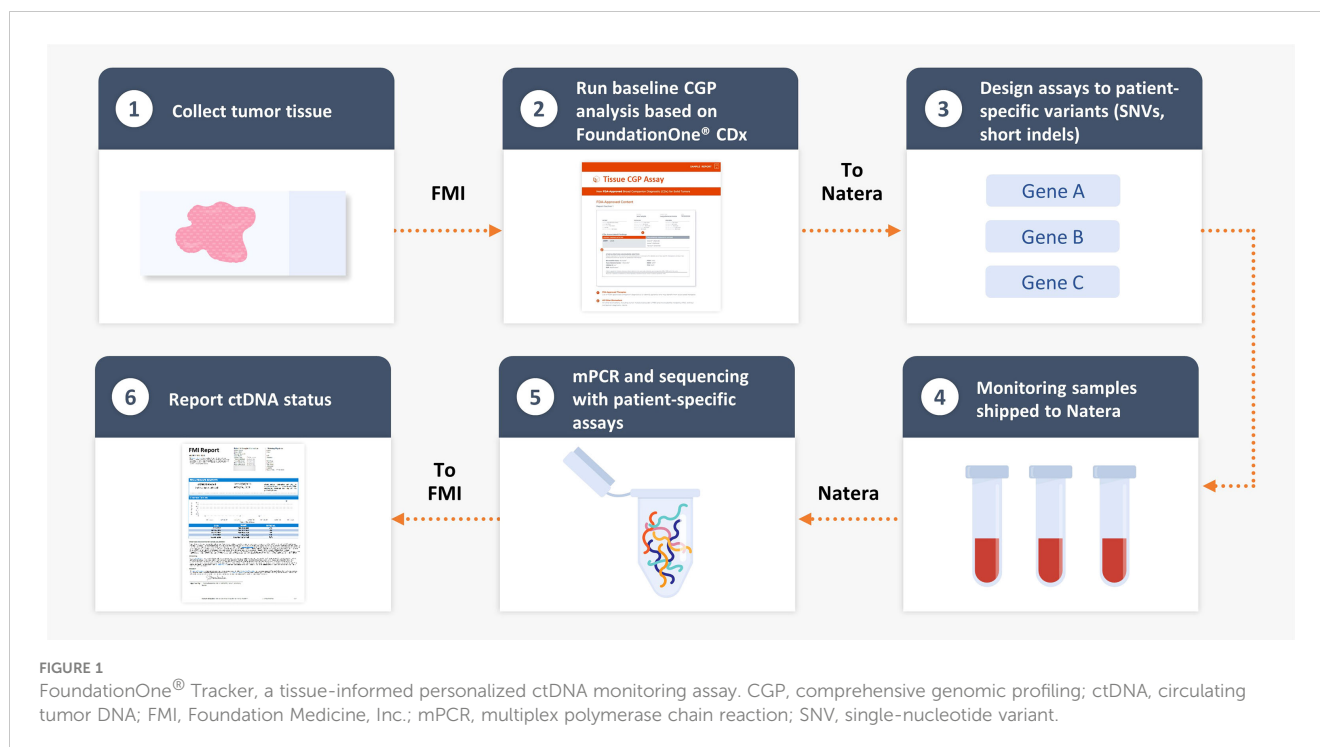 1
Collect tumor tissue
FMI
2
Run baseline CGP
analysis based on
FoundationOne® CDx
Tissue CGP Assay
To
Natera
3
Design assays to patient-
specific variants (SNVs,
short indels)
Gene A
Gene B
Gene C
4
Monitoring samples
shipped to Natera
Natera
5
mPCR and sequencing
with patient-specific
assays
To
FMI
6
Report ctDNA status
FMI Report
FIGURE 1
FoundationOne® Tracker, a tissue-informed personalized ctDNA monitoring assay. CGP, comprehensive genomic profiling; ctDNA, circulating
tumor DNA; FMI, Foundation Medicine, Inc.; mPCR, multiplex polymerase chain reaction; SNV, single-nucleotide variant.